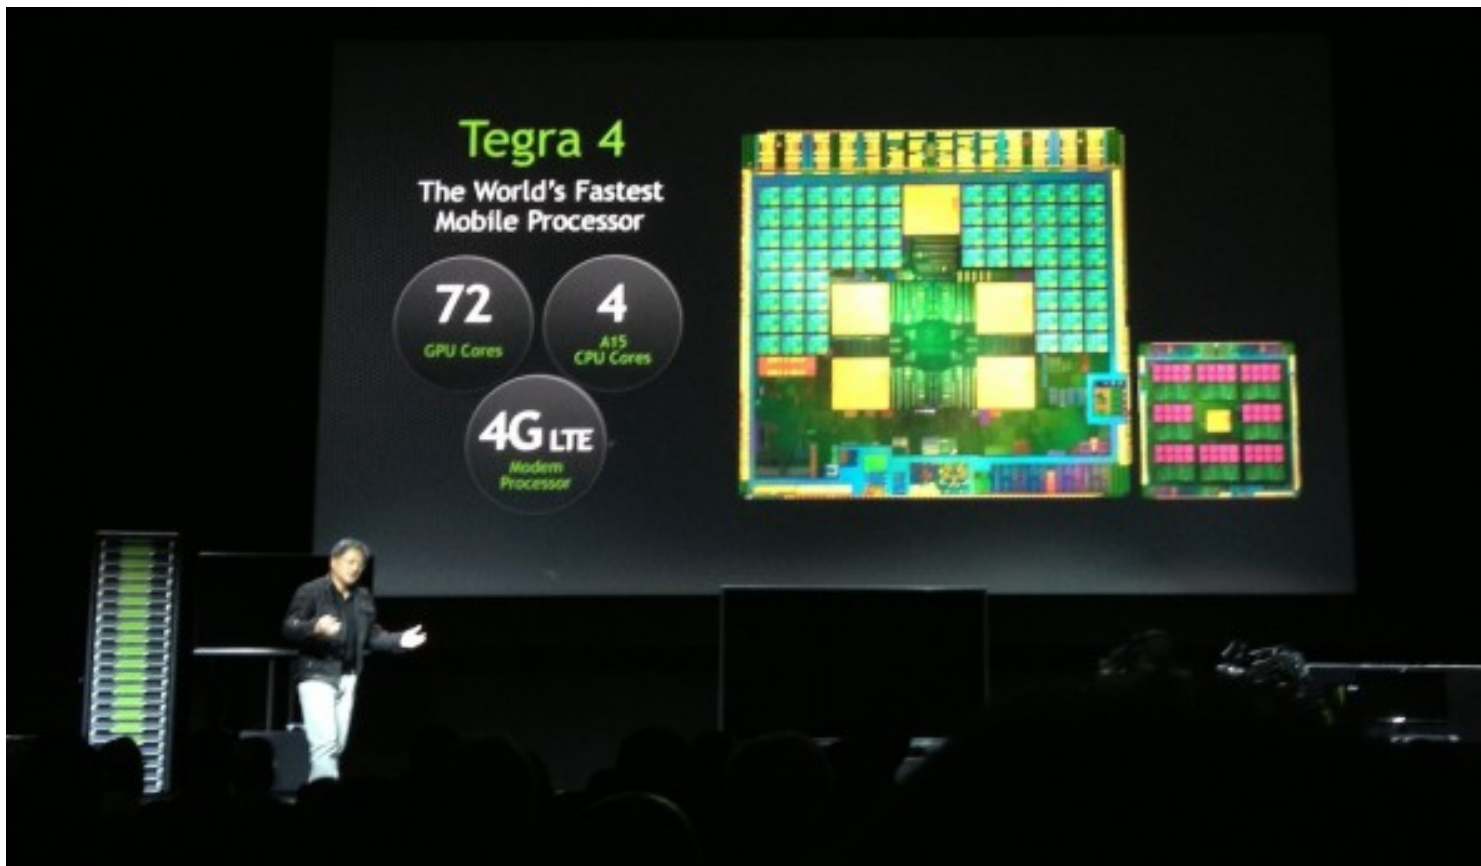 Tegra 4
The World's Fastest
Mobile Processor
72
GPU Cores
4
A15
CPU Cores
4G LTE
Modem
Processor